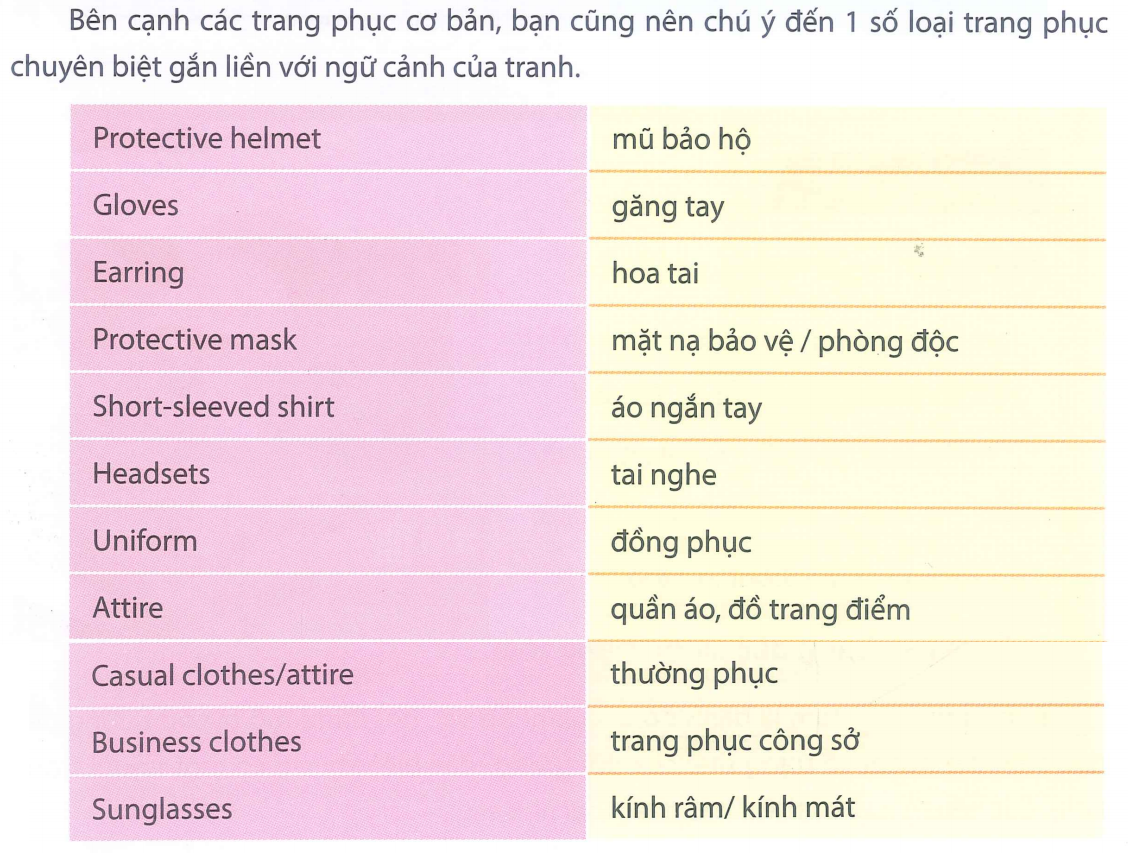 Bên cạnh các trang phục cơ bản, bạn cũng nên chú ý đến 1 số loại trang phục
chuyên biệt gắn liền với ngữ cảnh của tranh.
Protective helmet mũ bảo hộ
Gloves găng tay
Earring hoa tai
Protective mask mặt nạ bảo vệ / phòng độc
Short-sleeved shirt áo ngắn tay
Headsets tai nghe
Uniform đồng phục
Attire quần áo, đồ trang điểm
Casual clothes/attire thường phục
Business clothes trang phục công sở
Sunglasses kính râm/ kính mát